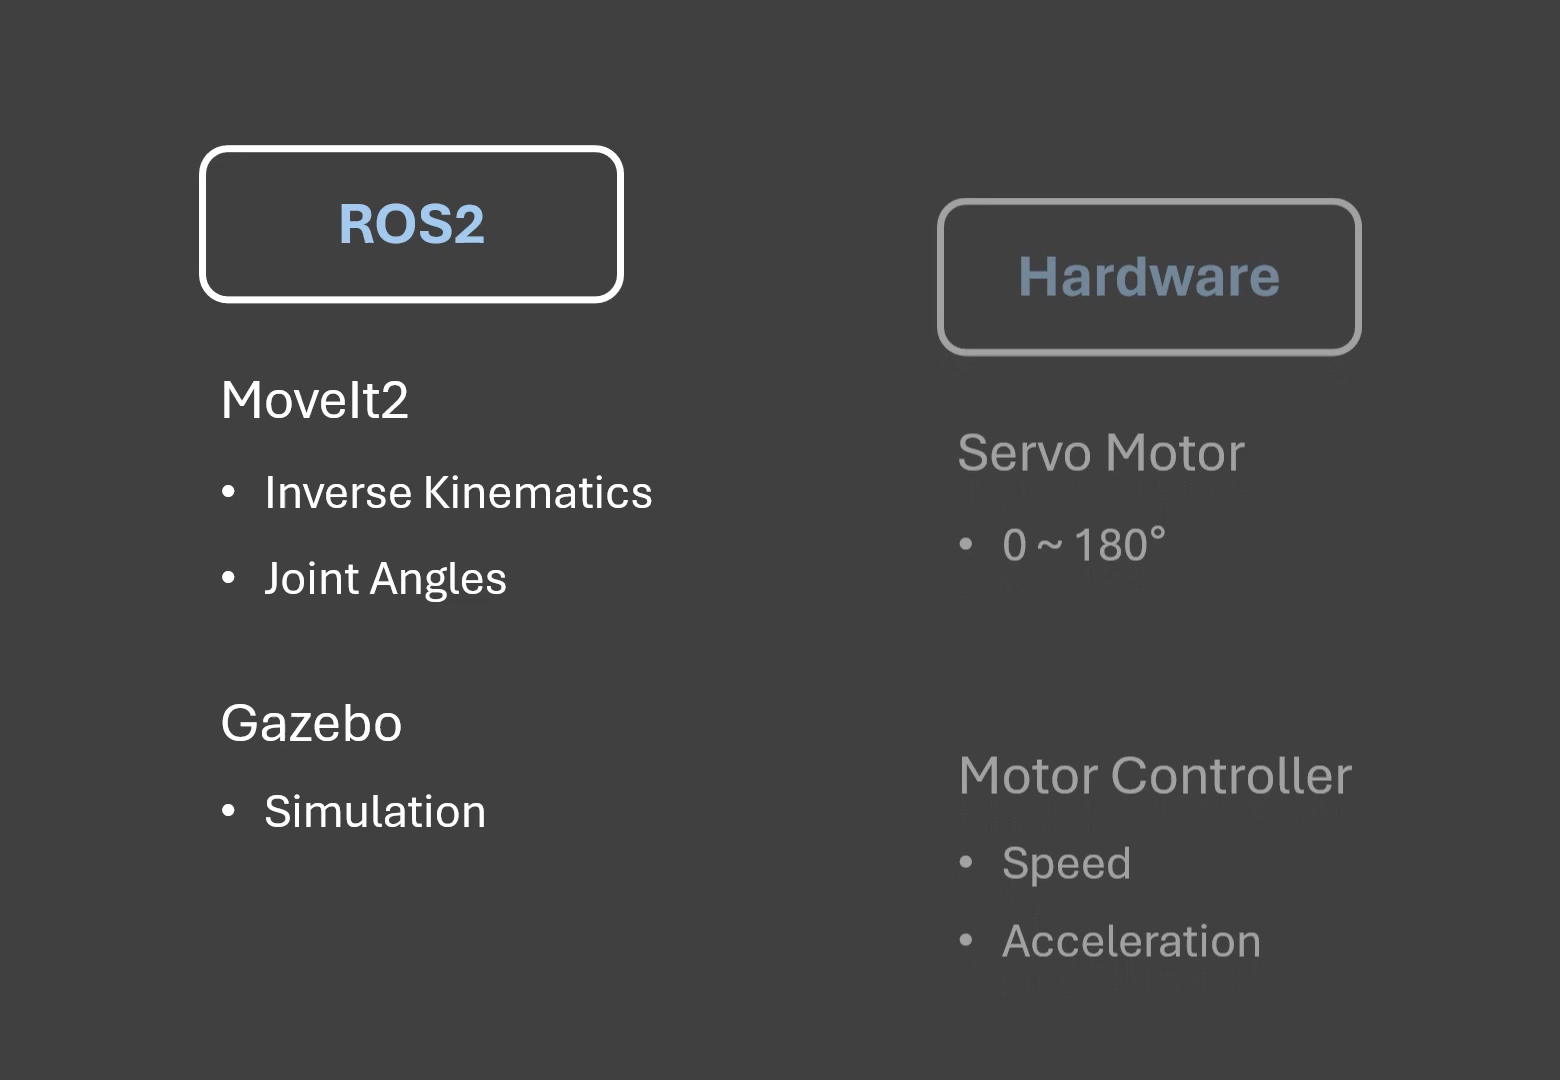 ROS2
MoveIt2
• Inverse Kinematics
• Joint Angles
Gazebo
• Simulation
Hardware
Servo Motor
• 0 ~ 180°
Motor Controller
• Speed
• Acceleration